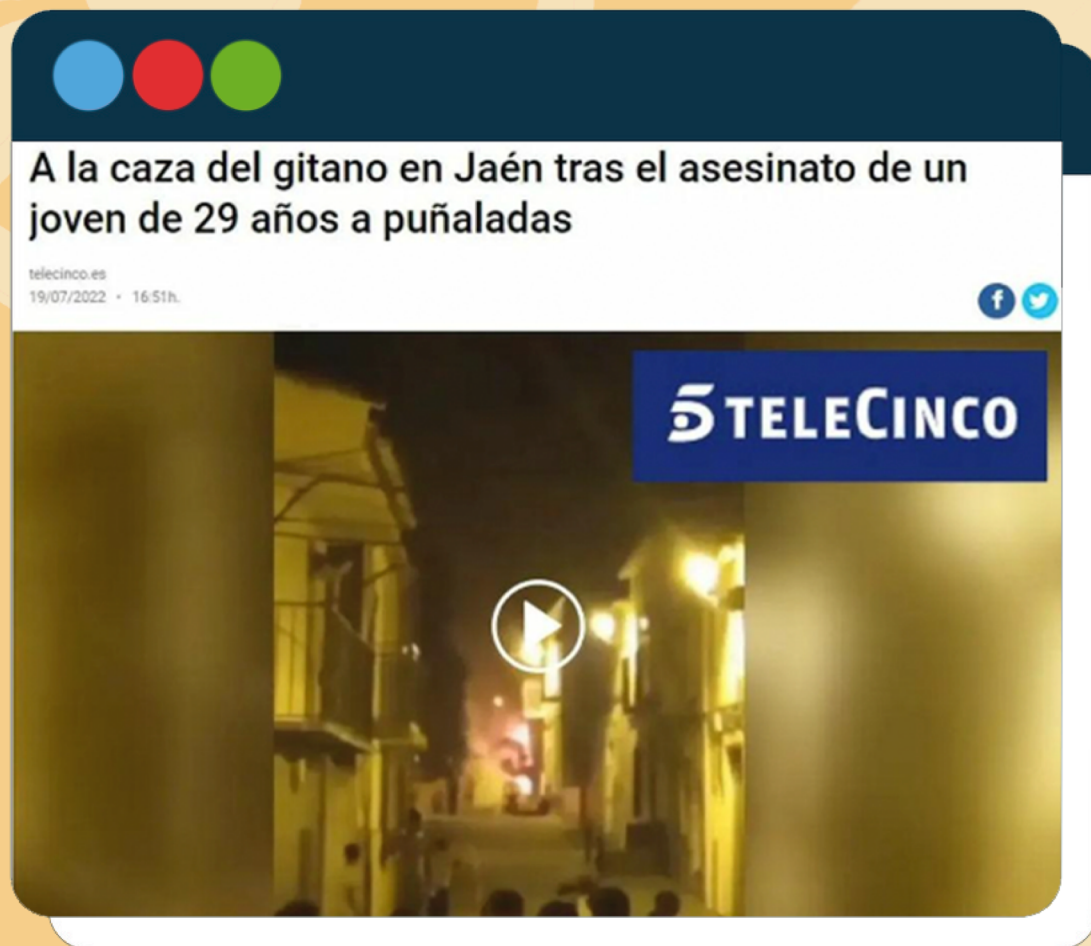 A la caza del gitano en Jaén tras el asesinato de un
joven de 29 años a puñaladas
telecinco.es
19/07/2022 • 16:51h.
5 TELECINCO